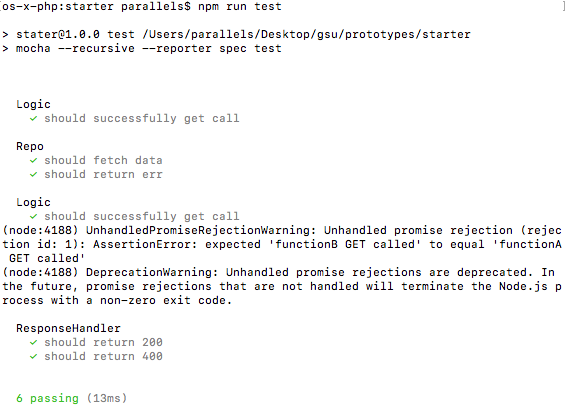 os-x-php:starter parallels$ npm run test
> stater@1.0.0 test /Users/parallels/Desktop/gsu/prototypes/starter
> mocha --recursive --reporter spec test
Logic
✓ should successfully get call
Repo
✓ should fetch data
✓ should return err
Logic
✓ should successfully get call
(node:4188) UnhandledPromiseRejectionWarning: Unhandled promise rejection (rejec
tion id: 1): AssertionError: expected 'functionB GET called' to equal 'functionA
GET called'
(node:4188) DeprecationWarning: Unhandled promise rejections are deprecated. In
the future, promise rejections that are not handled will terminate the Node.js p
rocess with a non-zero exit code.
ResponseHandler
✓ should return 200
✓ should return 400
6 passing (13ms)